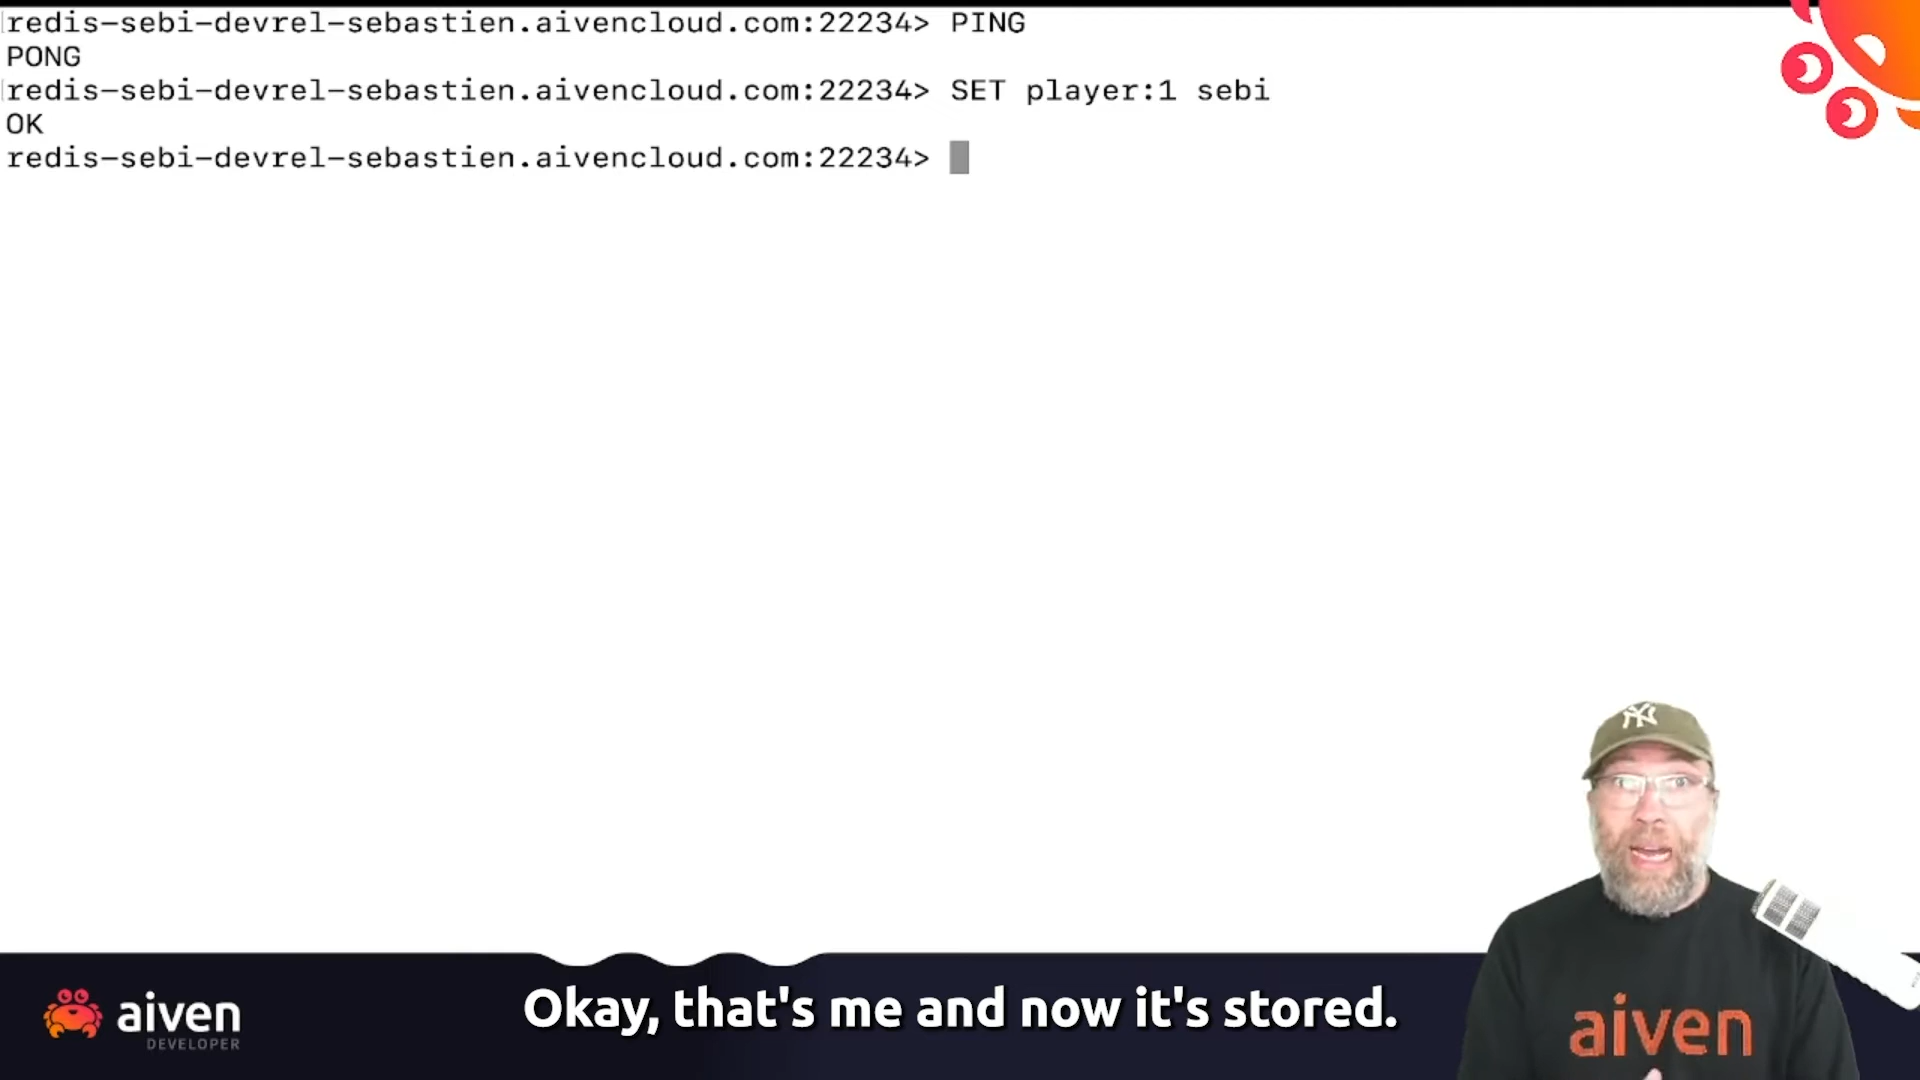 redis-sebi-devrel-sebastien.aivencloud.com:22234> PING
PONG
redis-sebi-devrel-sebastien.aivencloud.com:22234> SET player:1 sebi
OK
redis-sebi-devrel-sebastien.aivencloud.com:22234>
NY
aiven
aiven
DEVELOPER
Okay, that's me and now it's stored.